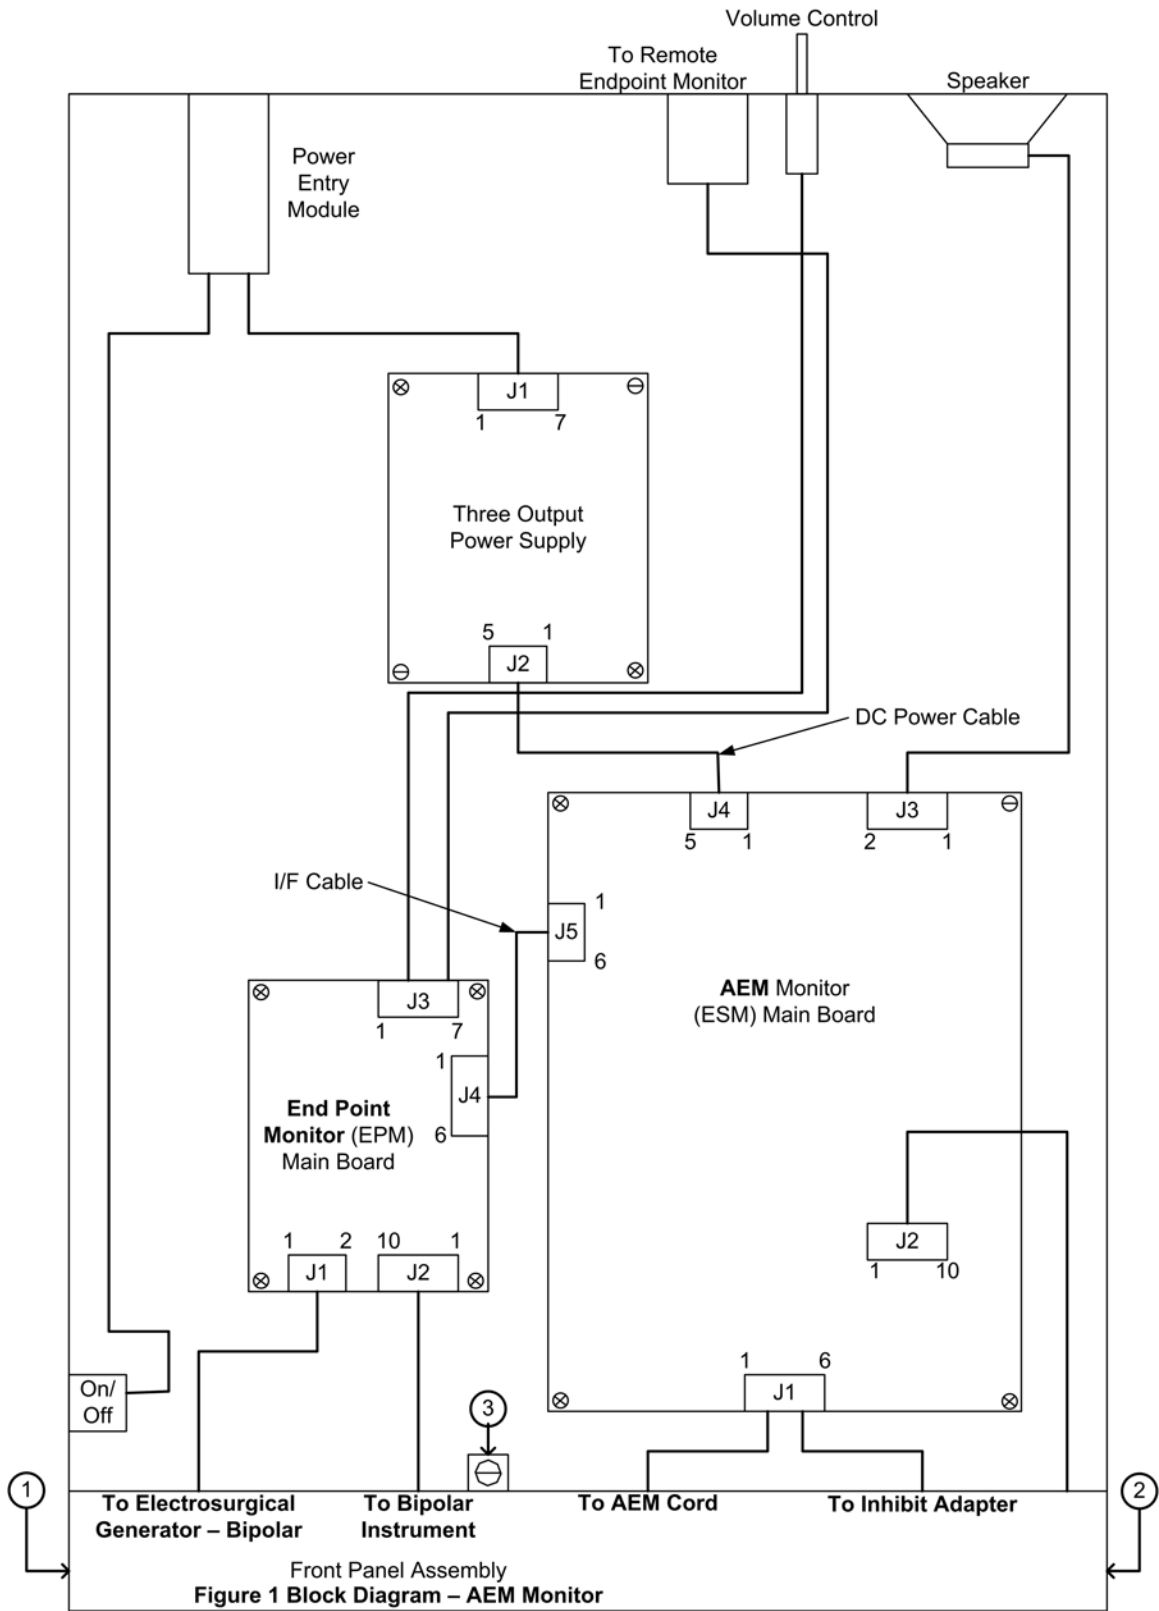 Volume Control
To Remote
Endpoint Monitor
Speaker
Power
Entry
Module
J1
1 7
Three Output
Power Supply
5 1
J2
DC Power Cable
J4
5 1
J3
2 1
I/F Cable
1
J5
6
AEM Monitor
(ESM) Main Board
J3
1 7
1
J4
6
End Point
Monitor (EPM)
Main Board
J2
1 10
1 2
J1
10 1
J2
1 6
J1
On/
Off
3
1
2
To Electrosurgical
Generator – Bipolar
To Bipolar
Instrument
To AEM Cord
To Inhibit Adapter
Front Panel Assembly
Figure 1 Block Diagram – AEM Monitor